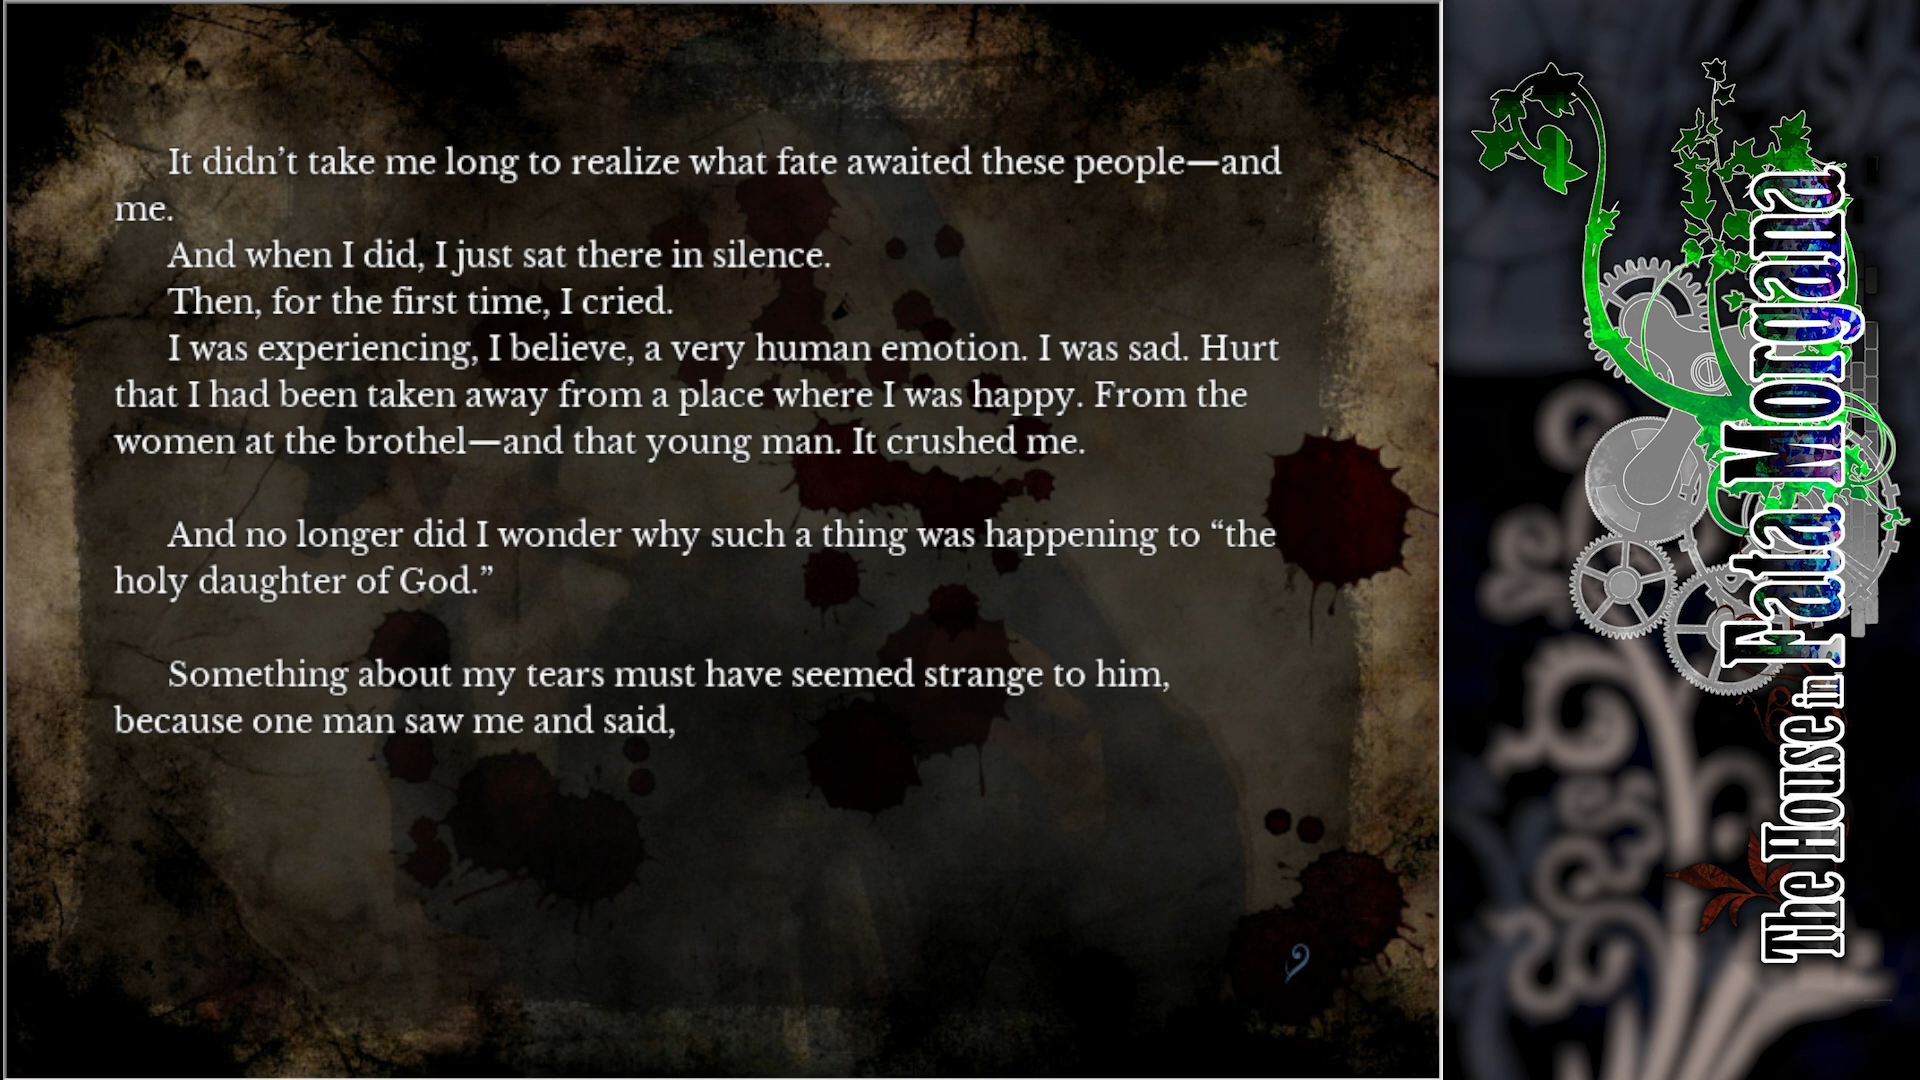 It didn’t take me long to realize what fate awaited these people—and
me.
And when I did, I just sat there in silence.
Then, for the first time, I cried.
I was experiencing, I believe, a very human emotion. I was sad. Hurt
that I had been taken away from a place where I was happy. From the
women at the brothel—and that young man. It crushed me.
And no longer did I wonder why such a thing was happening to “the
holy daughter of God.”
Something about my tears must have seemed strange to him,
because one man saw me and said,
The House in Fata Morgana